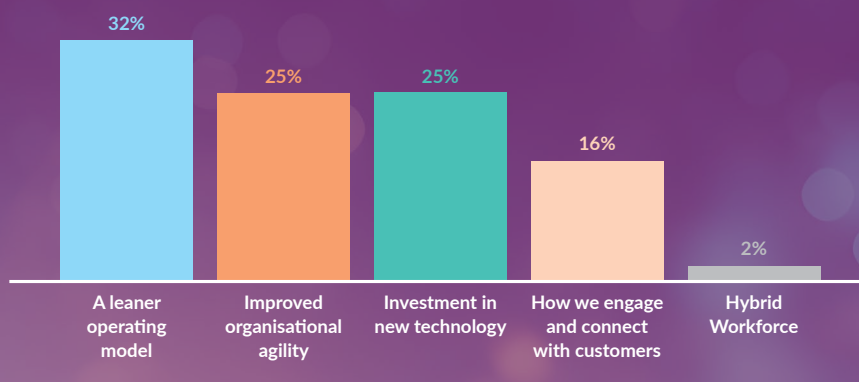 32%
25%
25%
16%
2%
A leaner
operating
model
Improved
organisational
agility
Investment in
new technology
How we engage
and connect
with customers
Hybrid
Workforce